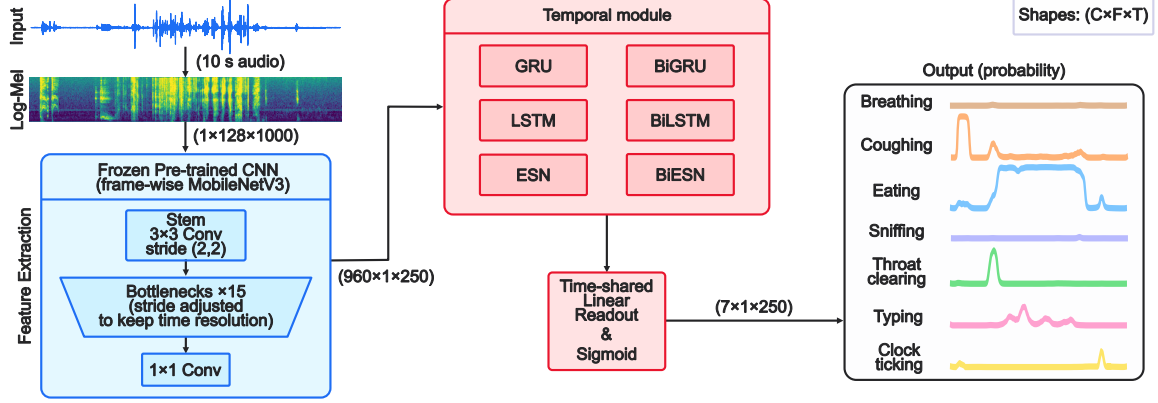 Input
(10 s audio)
Log-Mel
(1×128×1000)
Feature Extraction
Frozen Pre-trained CNN
(frame-wise MobileNetV3)
Stem
3×3 Conv
stride (2,2)
Bottlenecks ×15
(stride adjusted
to keep time resolution)
1×1 Conv
(960×1×250)
Temporal module
GRU
BiGRU
LSTM
BiLSTM
ESN
BiESN
Time-shared
Linear
Readout
&
Sigmoid
(7×1×250)
Shapes: (C×F×T)
Output (probability)
Breathing
Coughing
Eating
Sniffing
Throat
clearing
Typing
Clock
ticking